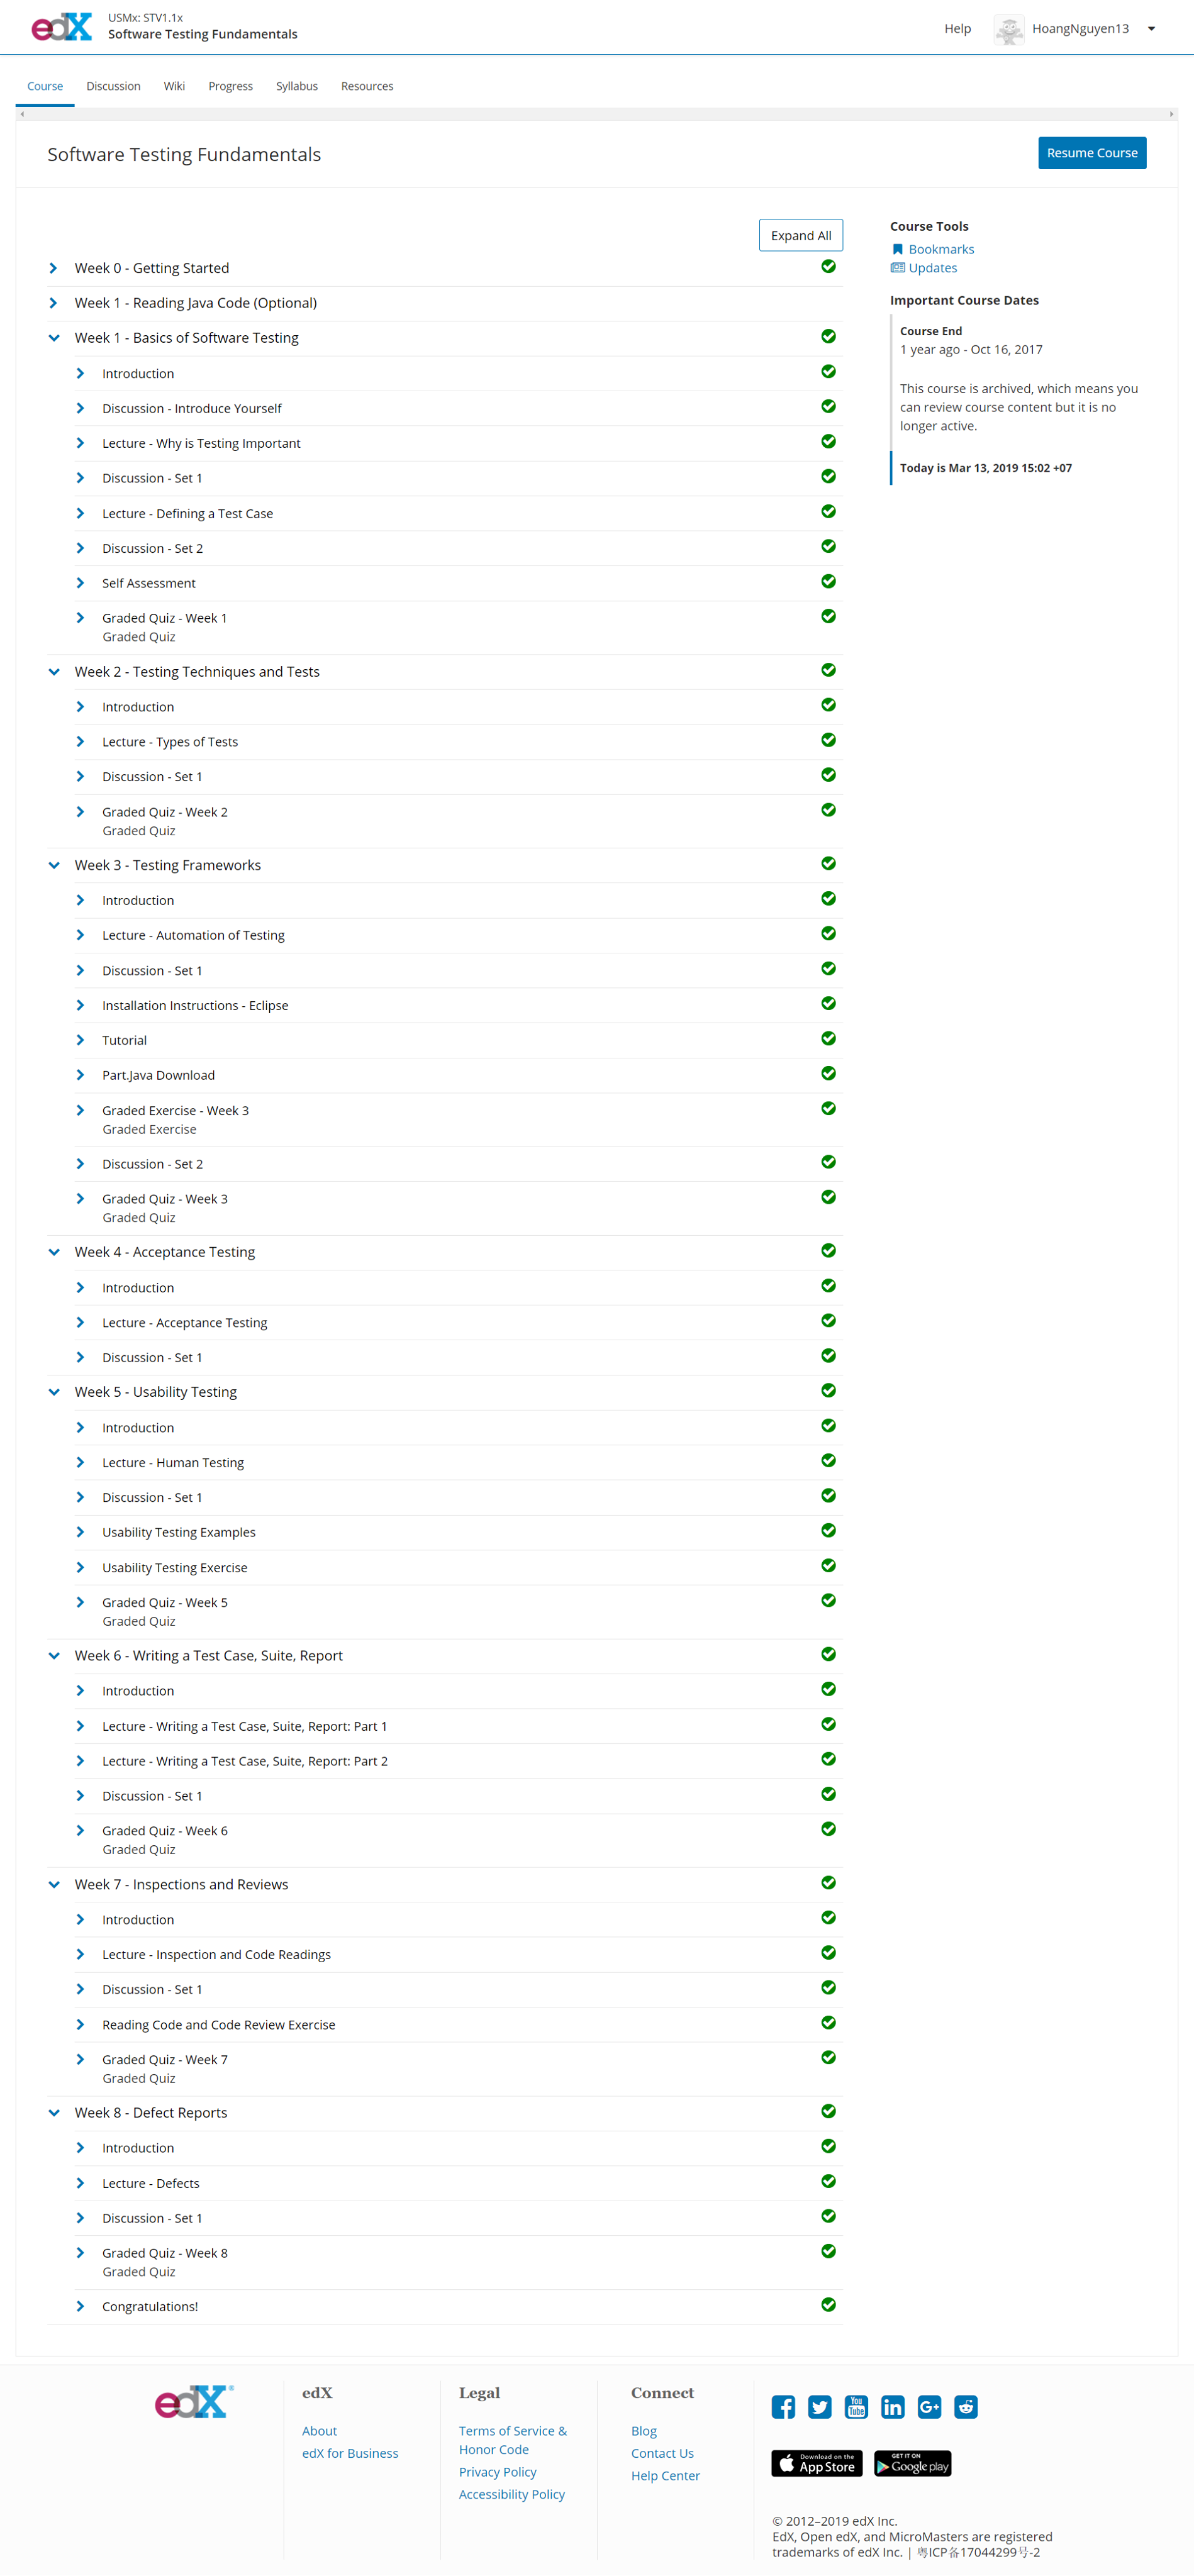 edX
USMx: STV1.1x
Software Testing Fundamentals
Help
HoangNguyen13
Course
Discussion
Wiki
Progress
Syllabus
Resources
Software Testing Fundamentals
Resume Course
Expand All
Week 0 - Getting Started
Week 1 - Reading Java Code (Optional)
Week 1 - Basics of Software Testing
Introduction
Discussion - Introduce Yourself
Lecture - Why is Testing Important
Discussion - Set 1
Lecture - Defining a Test Case
Discussion - Set 2
Self Assessment
Graded Quiz - Week 1
Graded Quiz
Week 2 - Testing Techniques and Tests
Introduction
Lecture - Types of Tests
Discussion - Set 1
Graded Quiz - Week 2
Graded Quiz
Week 3 - Testing Frameworks
Introduction
Lecture - Automation of Testing
Discussion - Set 1
Installation Instructions - Eclipse
Tutorial
Part.Java Download
Graded Exercise - Week 3
Graded Exercise
Discussion - Set 2
Graded Quiz - Week 3
Graded Quiz
Week 4 - Acceptance Testing
Introduction
Lecture - Acceptance Testing
Discussion - Set 1
Week 5 - Usability Testing
Introduction
Lecture - Human Testing
Discussion - Set 1
Usability Testing Examples
Usability Testing Exercise
Graded Quiz - Week 5
Graded Quiz
Week 6 - Writing a Test Case, Suite, Report
Introduction
Lecture - Writing a Test Case, Suite, Report: Part 1
Lecture - Writing a Test Case, Suite, Report: Part 2
Discussion - Set 1
Graded Quiz - Week 6
Graded Quiz
Week 7 - Inspections and Reviews
Introduction
Lecture - Inspection and Code Readings
Discussion - Set 1
Reading Code and Code Review Exercise
Graded Quiz - Week 7
Graded Quiz
Week 8 - Defect Reports
Introduction
Lecture - Defects
Discussion - Set 1
Graded Quiz - Week 8
Graded Quiz
Congratulations!
Course Tools
Bookmarks
Updates
Important Course Dates
Course End
1 year ago - Oct 16, 2017
This course is archived, which means you
can review course content but it is no
longer active.
Today is Mar 13, 2019 15:02 +07
edX®
edX
About
edX for Business
Legal
Terms of Service &
Honor Code
Privacy Policy
Accessibility Policy
Connect
Blog
Contact Us
Help Center
You
Tube
in
G+
Download on the
App Store
GET IT ON
Google play
© 2012–2019 edX Inc.
EdX, Open edX, and MicroMasters are registered
trademarks of edX Inc. | 粤ICP备17044299号-2